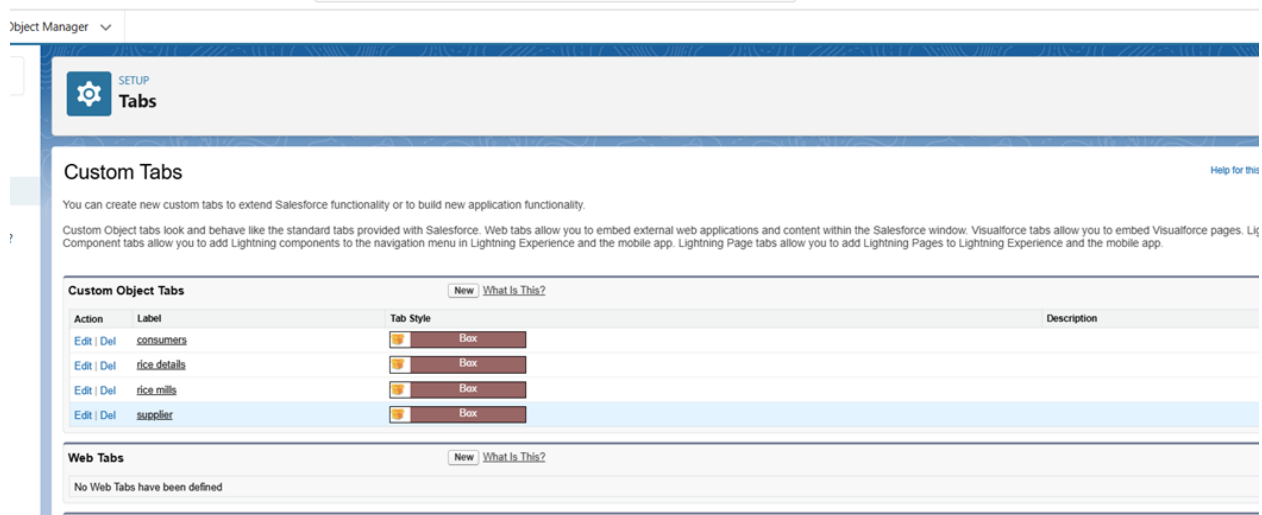 Object Manager
SETUP
Tabs
Custom Tabs
Help for this
You can create new custom tabs to extend Salesforce functionality or to build new application functionality.
Custom Object tabs look and behave like the standard tabs provided with Salesforce. Web tabs allow you to embed external web applications and content within the Salesforce window. Visualforce tabs allow you to embed Visualforce pages. Lig
Component tabs allow you to add Lightning components to the navigation menu in Lightning Experience and the mobile app. Lightning Page tabs allow you to add Lightning Pages to Lightning Experience and the mobile app.
?
Custom Object Tabs New What Is This?
Action Label Tab Style Description
Edit | Del consumers Box
Edit | Del rice details Box
Edit | Del rice mills Box
Edit | Del supplier Box
Web Tabs New What Is This?
No Web Tabs have been defined